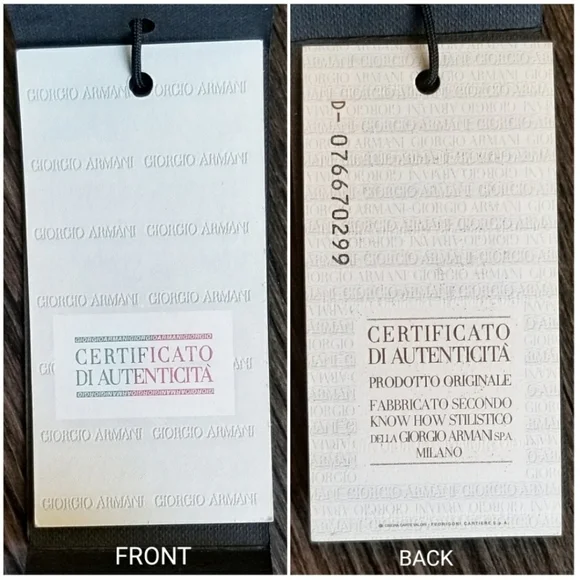 GIORGIO ARMANI GIORGIO ARMANI
GIORGIO ARMANI GIORGIO ARMANI
GIORGIO ARMANI GIORGIO ARMANI
GIORGIO ARMANI GIORGIO ARMANI
GIORGIOARMANIGIORGIOARMANIGIORGIO
CERTIFICATO
DI AUTENTICITÀ
GIORGIO ARMANI GIORGIO ARMANI
GIORGIO ARMANI GIORGIO ARMANI
FRONT
D- 076670299
CERTIFICATO
DI AUTENTICITÀ
PRODOTTO ORIGINALE
FABBRICATO SECONDO
KNOW HOW STILISTICO
DELLA GIORGIO ARMANI S.P.A.
MILANO
BACK